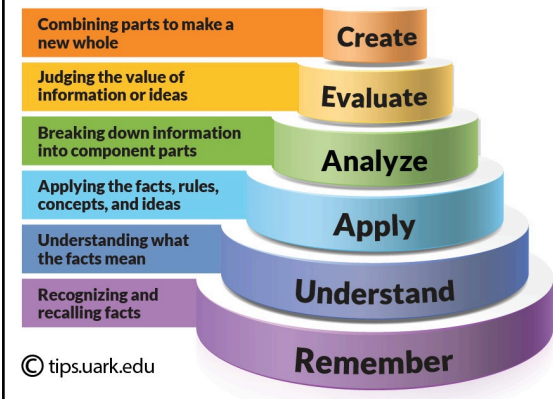 Combining parts to make a
new whole
Create
Judging the value of
information or ideas
Evaluate
Breaking down information
into component parts
Analyze
Applying the facts, rules,
concepts, and ideas
Apply
Understanding what
the facts mean
Understand
Recognizing and
recalling facts
Remember
© tips.uark.edu